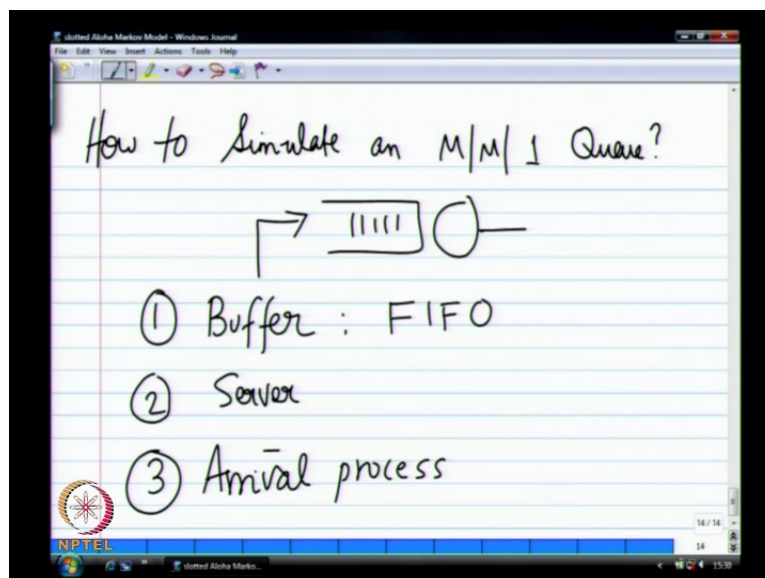 slotted Aloha Markov Model - Windows Journal
File Edit View Insert Actions Tools Help
How to Simulate an M/M/1 Queue?
1 Buffer : FIFO
2 Server
3 Arrival process
NPTEL
14 / 14
14
slotted Aloha Marko...
15:30